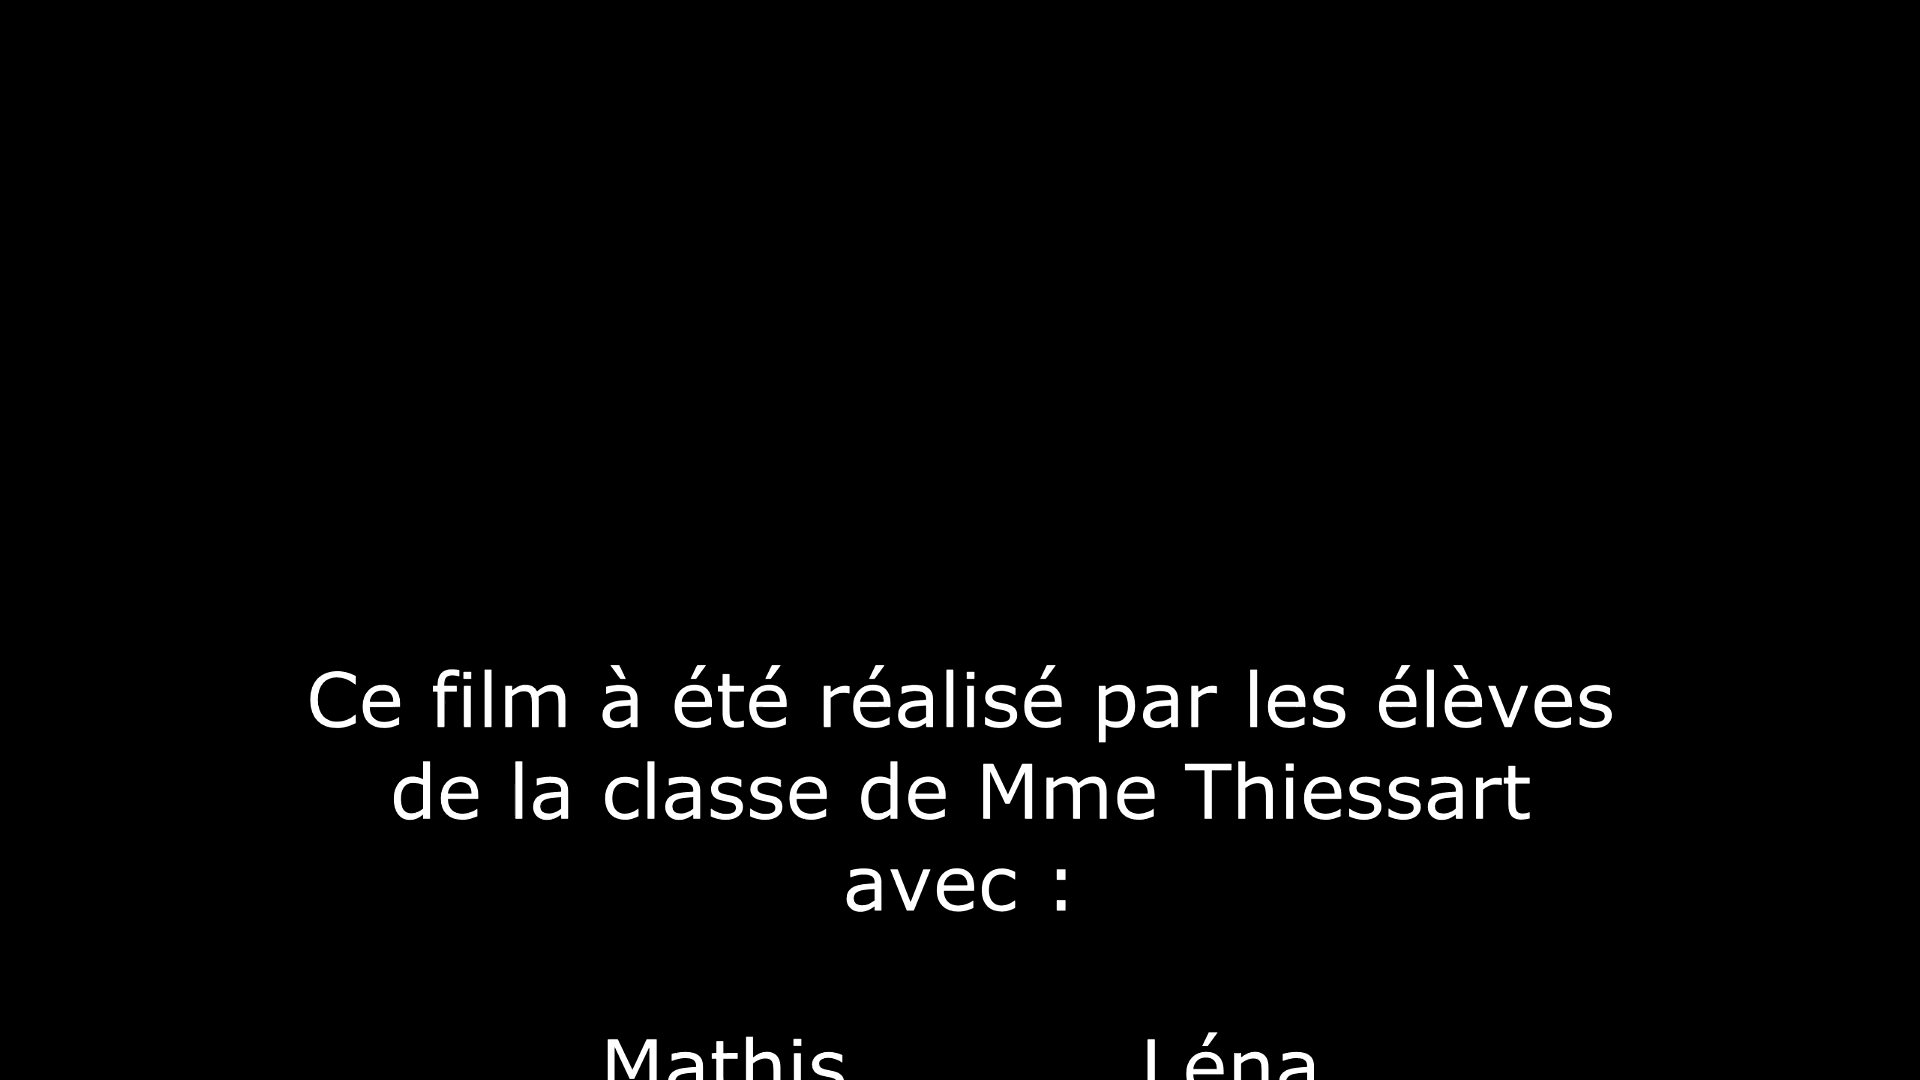 Ce film à été réalisé par les élèves
de la classe de Mme Thiessart
avec :
Mathis Léna